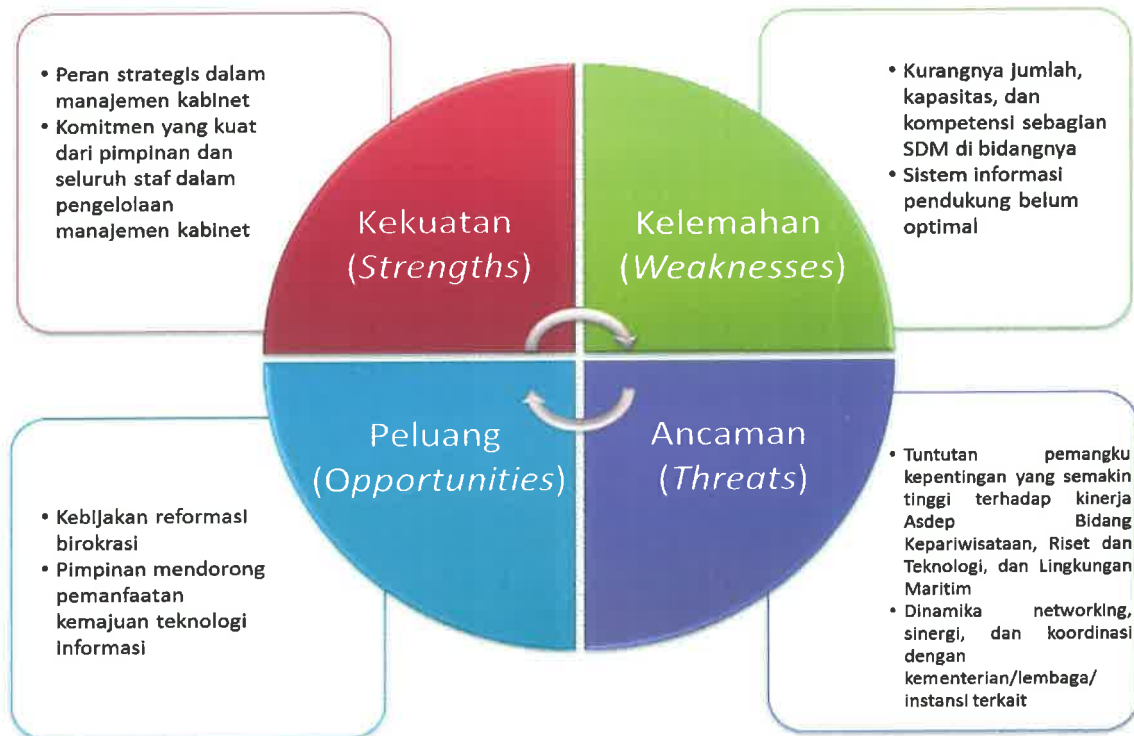 • Peran strategis dalam
manajemen kabinet
• Komitmen yang kuat
dari pimpinan dan
seluruh staf dalam
pengelolaan
manajemen kabinet
Kekuatan
(Strengths)
Kelemahan
(Weaknesses)
• Kurangnya jumlah,
kapasitas, dan
kompetensi sebagian
SDM di bidangnya
• Sistem informasi
pendukung belum
optimal
• Kebijakan reformasi
birokrasi
• Pimpinan mendorong
pemanfaatan
kemajuan teknologi
informasi
Peluang
(Opportunities)
Ancaman
(Threats)
• Tuntutan pemangku
kepentingan yang semakin
tinggi terhadap kinerja
Asdep Bidang
Kepariwisataan, Riset dan
Teknologi, dan Lingkungan
Maritim
• Dinamika networking,
sinergi, dan koordinasi
dengan
kementerian/lembaga/
instansi terkait